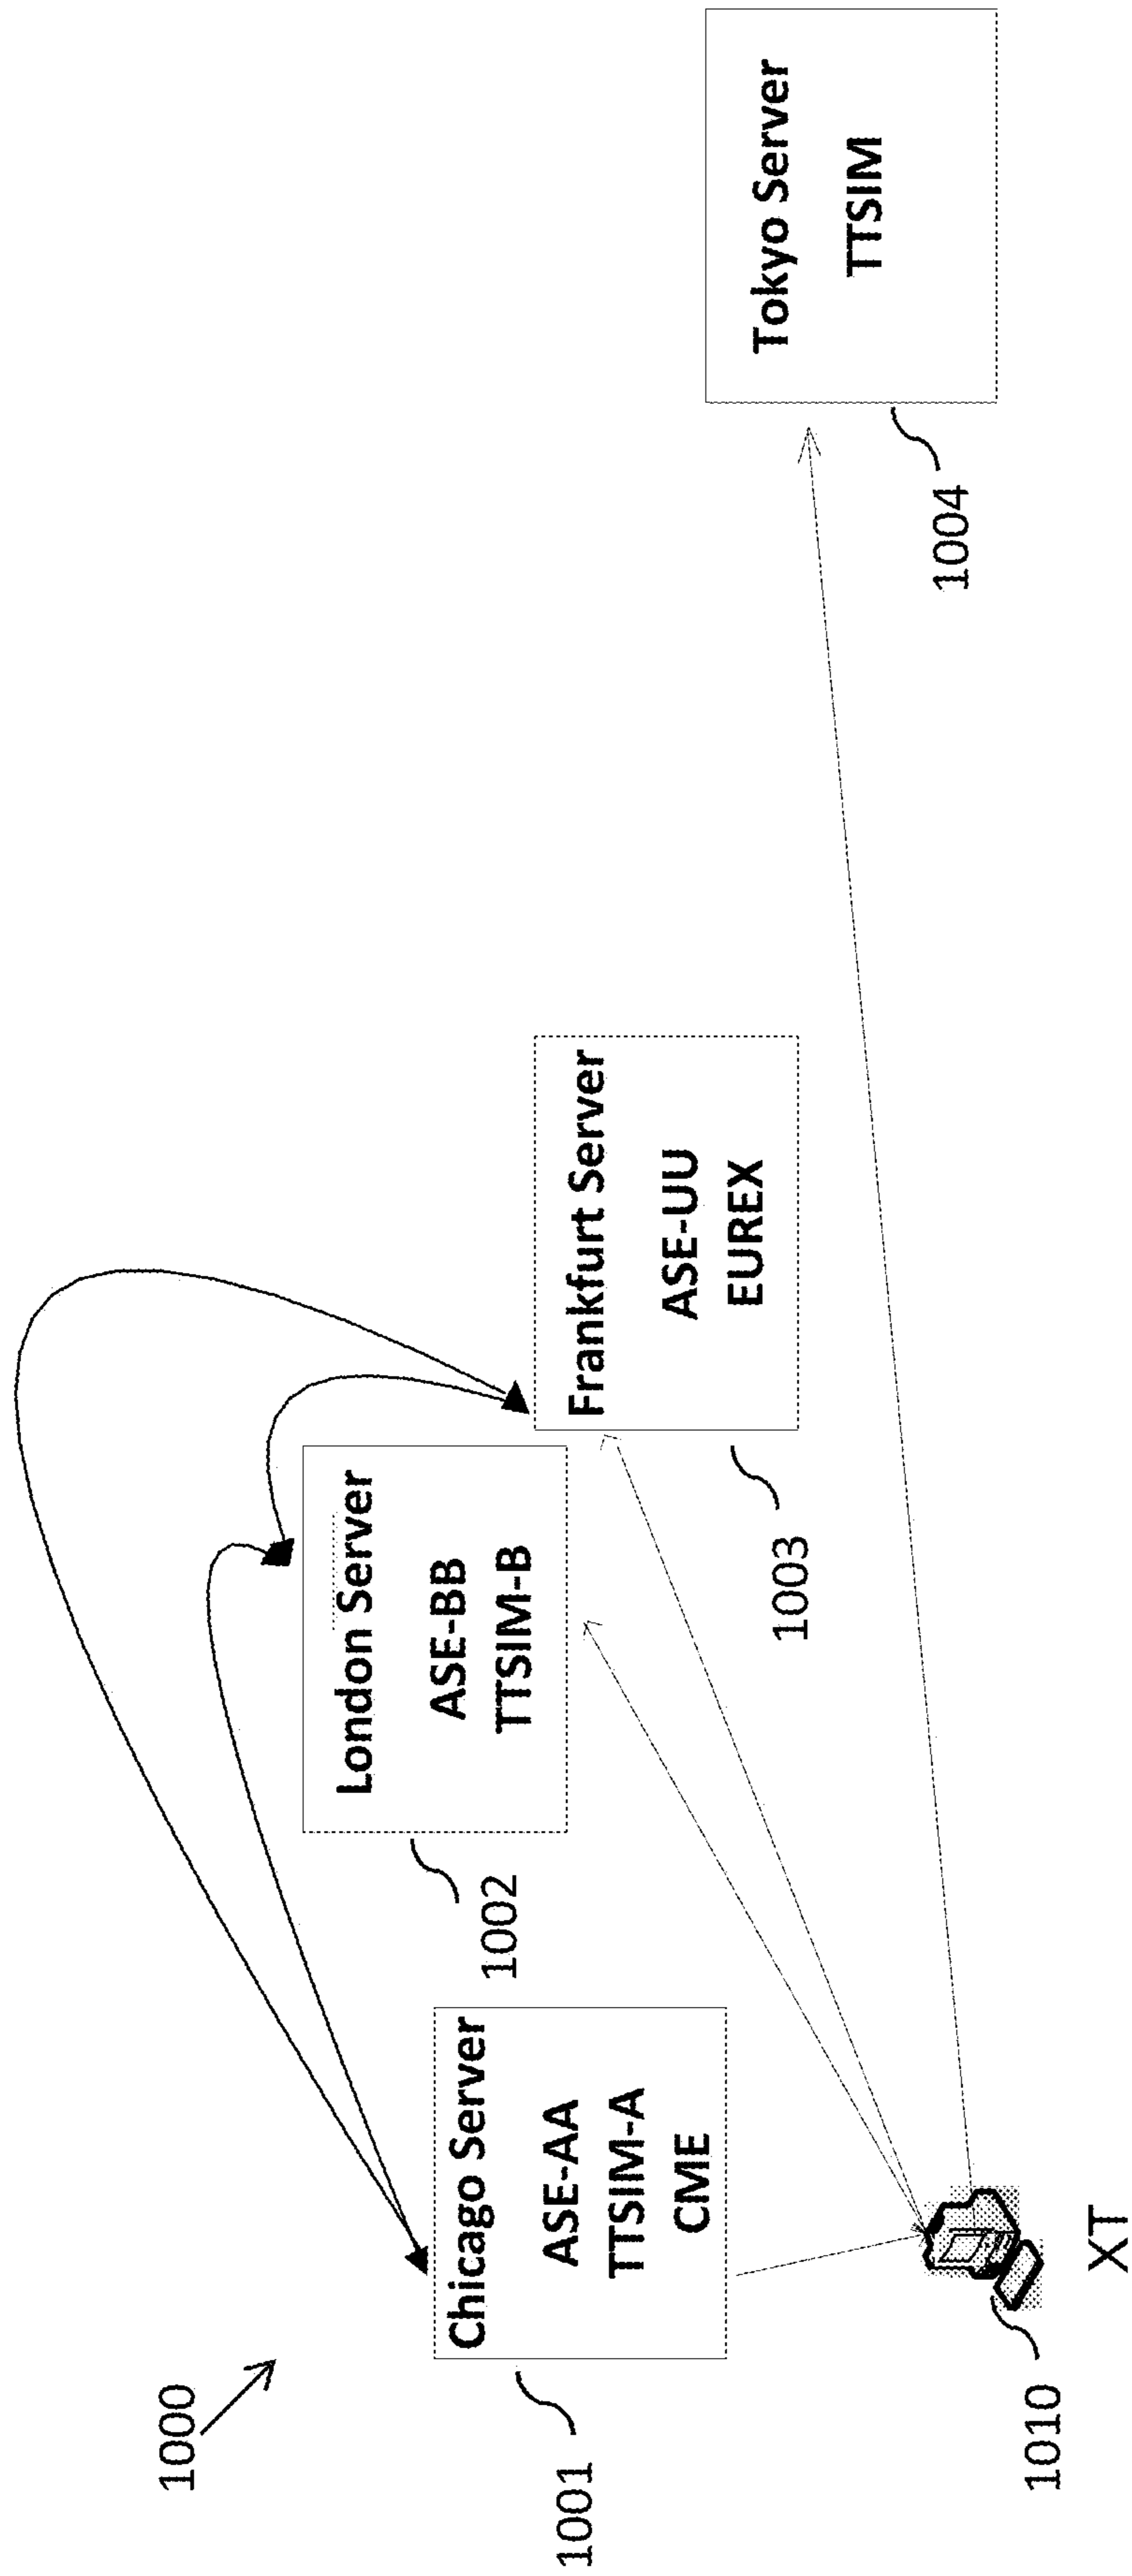 1000
1001
Chicago Server
ASE-AA
TTSIM-A
CME
1002
London Server
ASE-BB
TTSIM-B
1003
Frankfurt Server
ASE-UU
EUREX
1004
Tokyo Server
TTSIM
1010
XT